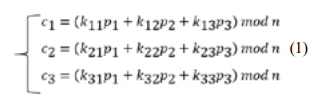 c₁ = (k₁₁p₁ + k₁₂p₂ + k₁₃p₃) mod n
c₂ = (k₂₁p₁ + k₂₂p₂ + k₂₃p₃) mod n (1)
c₃ = (k₃₁p₁ + k₃₂p₂ + k₃₃p₃) mod n